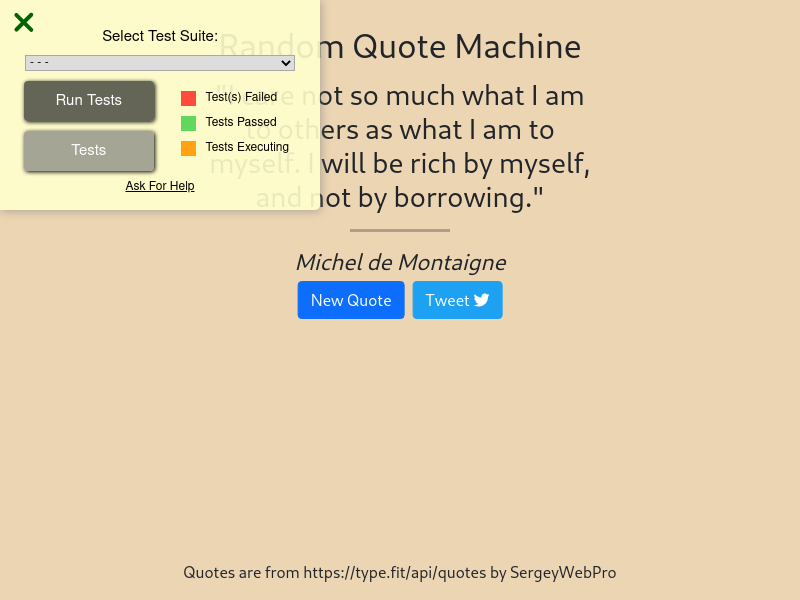 Select Test Suite:
- - -
Run Tests
Tests
Test(s) Failed
Tests Passed
Tests Executing
Ask For Help
Random Quote Machine
"I care not so much what I am
to others as what I am to
myself. I will be rich by myself,
and not by borrowing."
Michel de Montaigne
New Quote
Tweet
Quotes are from https://type.fit/api/quotes by SergeyWebPro